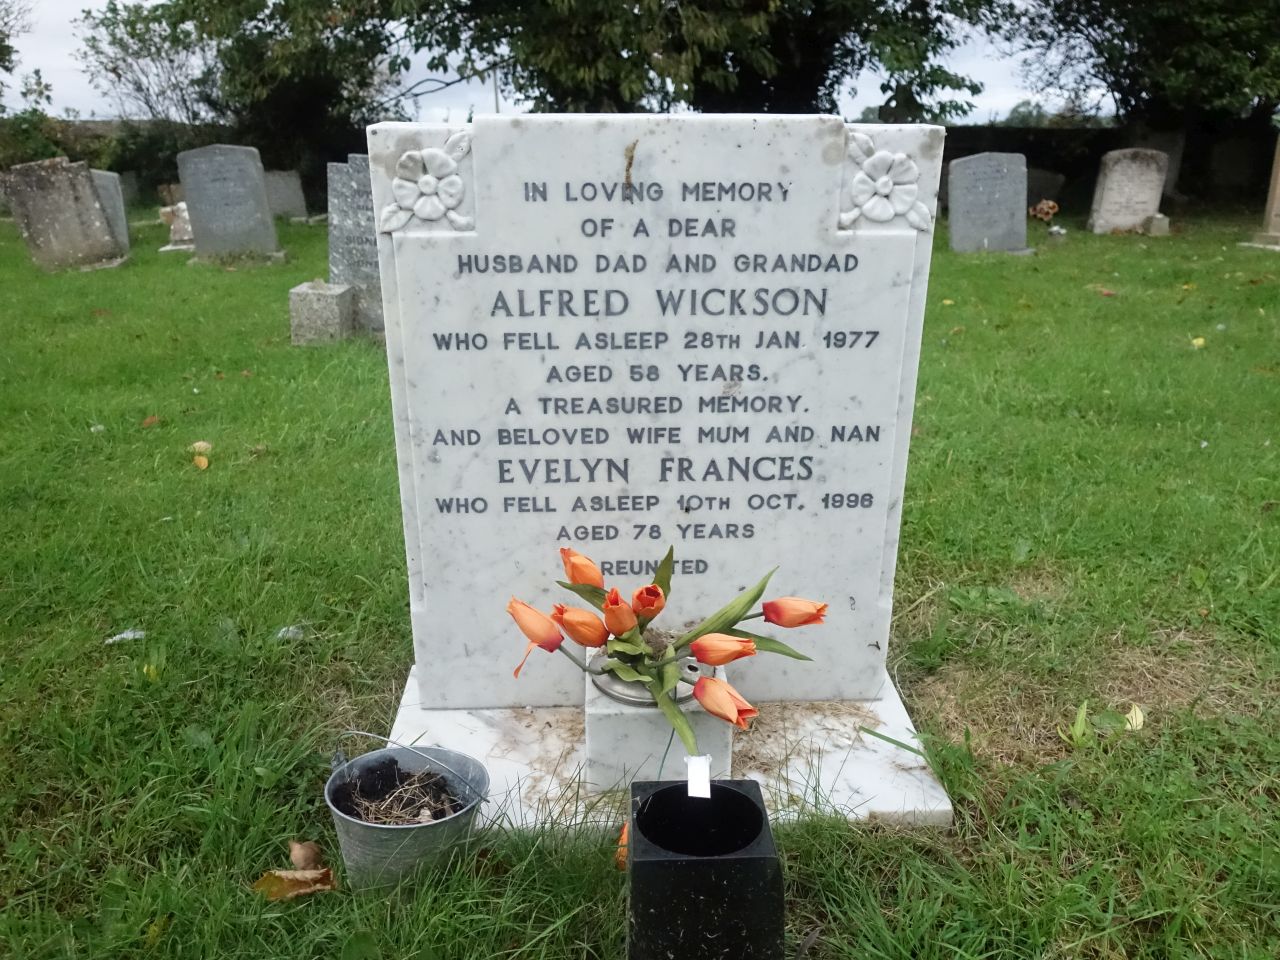 IN LOVING MEMORY
OF A DEAR
HUSBAND DAD AND GRANDAD
ALFRED WICKSON
WHO FELL ASLEEP 28TH JAN. 1977
AGED 58 YEARS.
A TREASURED MEMORY.
AND BELOVED WIFE MUM AND NAN
EVELYN FRANCES
WHO FELL ASLEEP 10TH OCT. 1996
AGED 78 YEARS
REUNITED